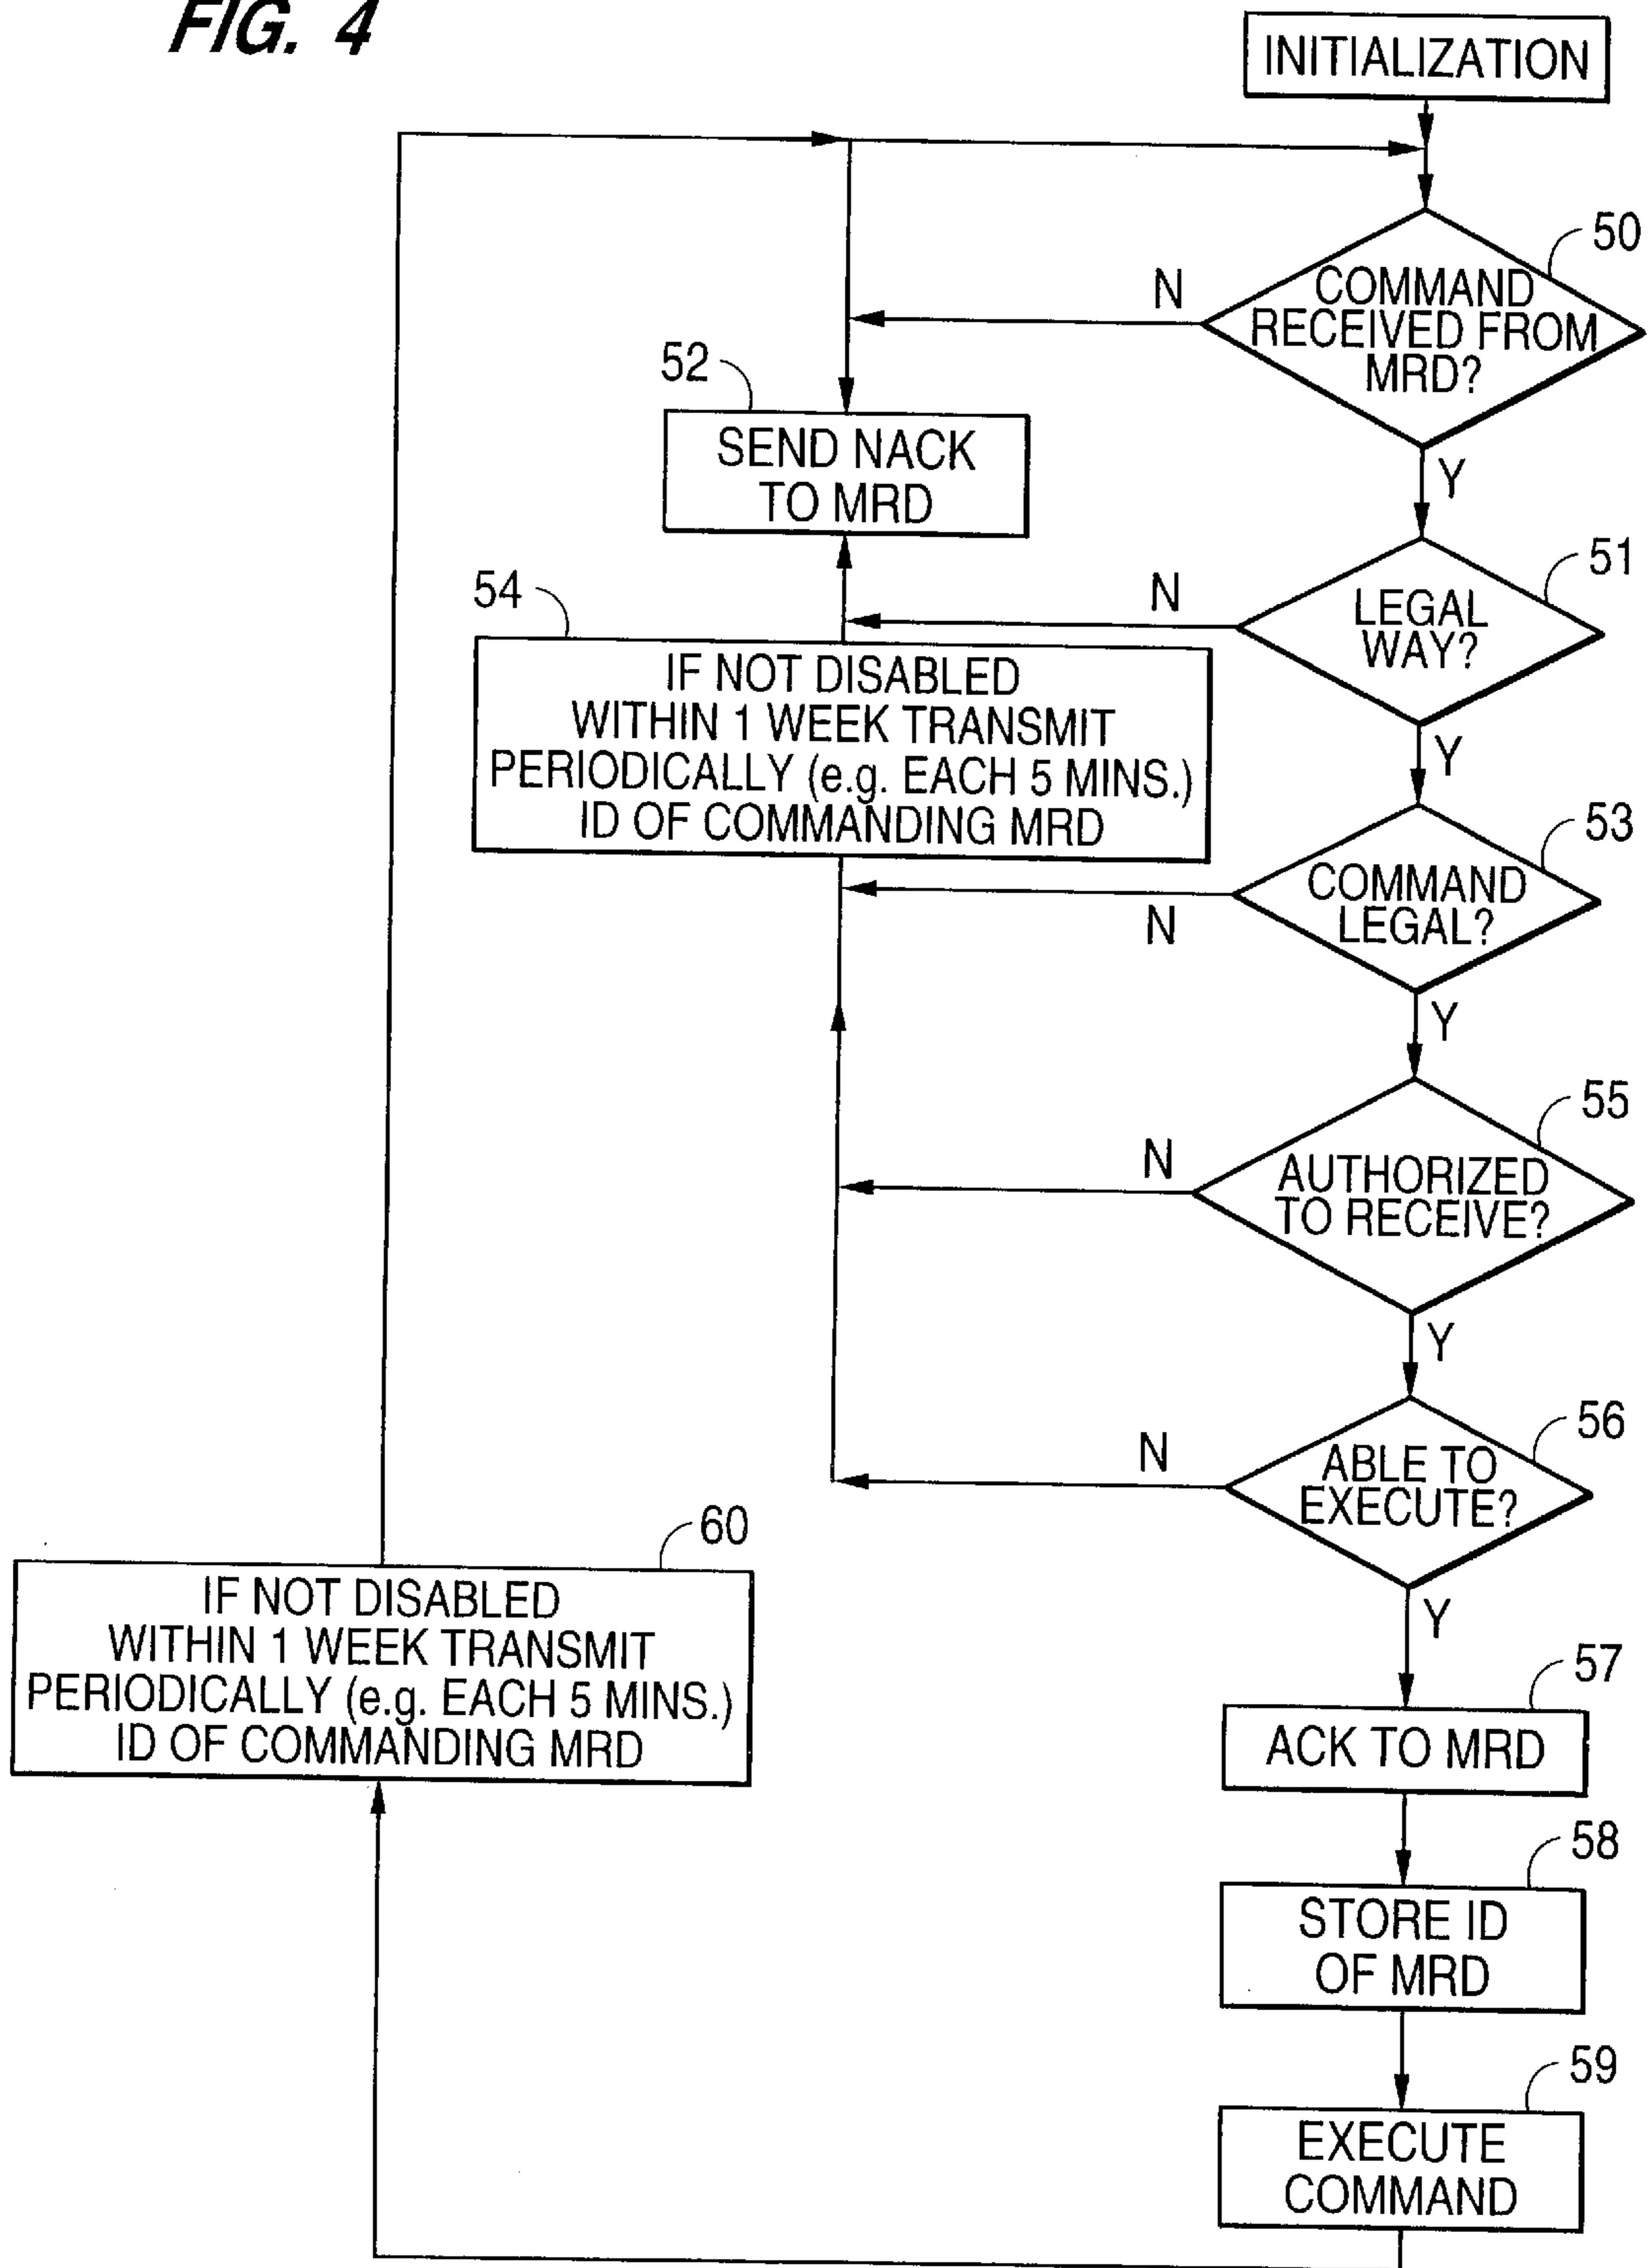 FIG. 4
INITIALIZATION
50
COMMAND
RECEIVED FROM
MRD?
N
Y
52
SEND NACK
TO MRD
51
LEGAL
WAY?
N
Y
54
IF NOT DISABLED
WITHIN 1 WEEK TRANSMIT
PERIODICALLY (e.g. EACH 5 MINS.)
ID OF COMMANDING MRD
53
COMMAND
LEGAL?
N
Y
55
AUTHORIZED
TO RECEIVE?
N
Y
56
ABLE TO
EXECUTE?
N
Y
60
IF NOT DISABLED
WITHIN 1 WEEK TRANSMIT
PERIODICALLY (e.g. EACH 5 MINS.)
ID OF COMMANDING MRD
57
ACK TO MRD
58
STORE ID
OF MRD
59
EXECUTE
COMMAND